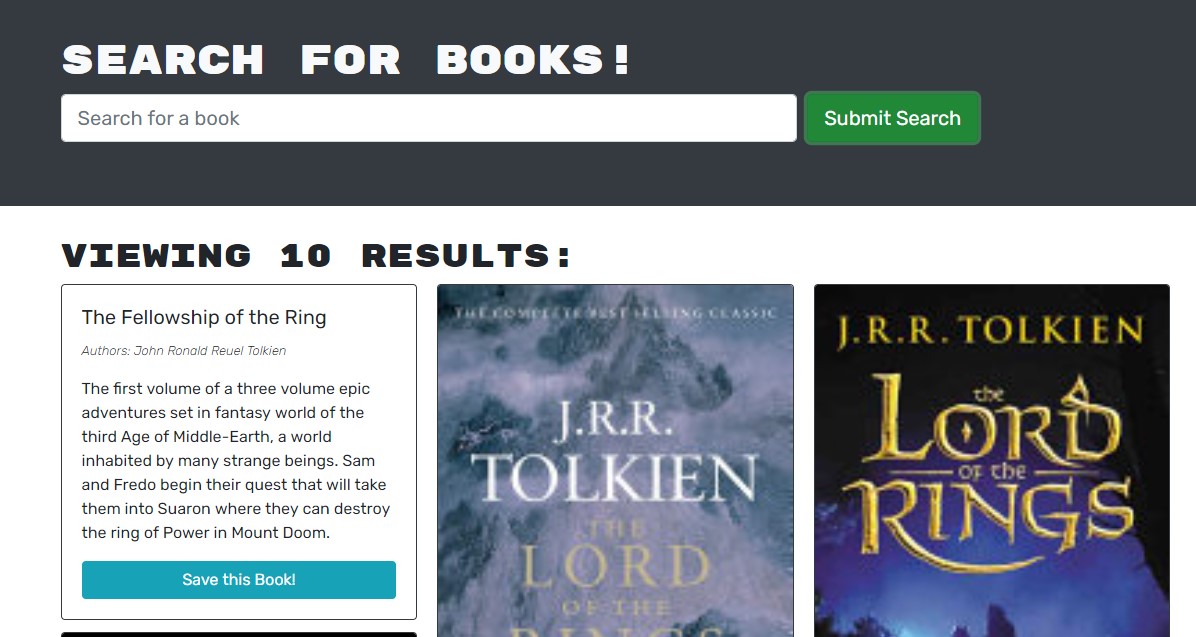 SEARCH FOR BOOKS!
Search for a book
Submit Search
VIEWING 10 RESULTS:
The Fellowship of the Ring
Authors: John Ronald Reuel Tolkien
The first volume of a three volume epic
adventures set in fantasy world of the
third Age of Middle-Earth, a world
inhabited by many strange beings. Sam
and Fredo begin their quest that will take
them into Suaron where they can destroy
the ring of Power in Mount Doom.
Save this Book!
THE COMPLETE BEST-SELLING CLASSIC
J.R.R.
TOLKIEN
THE
LORD
OF THE
RINGS
J.R.R. TOLKIEN
the
LORD
OF the
RINGS